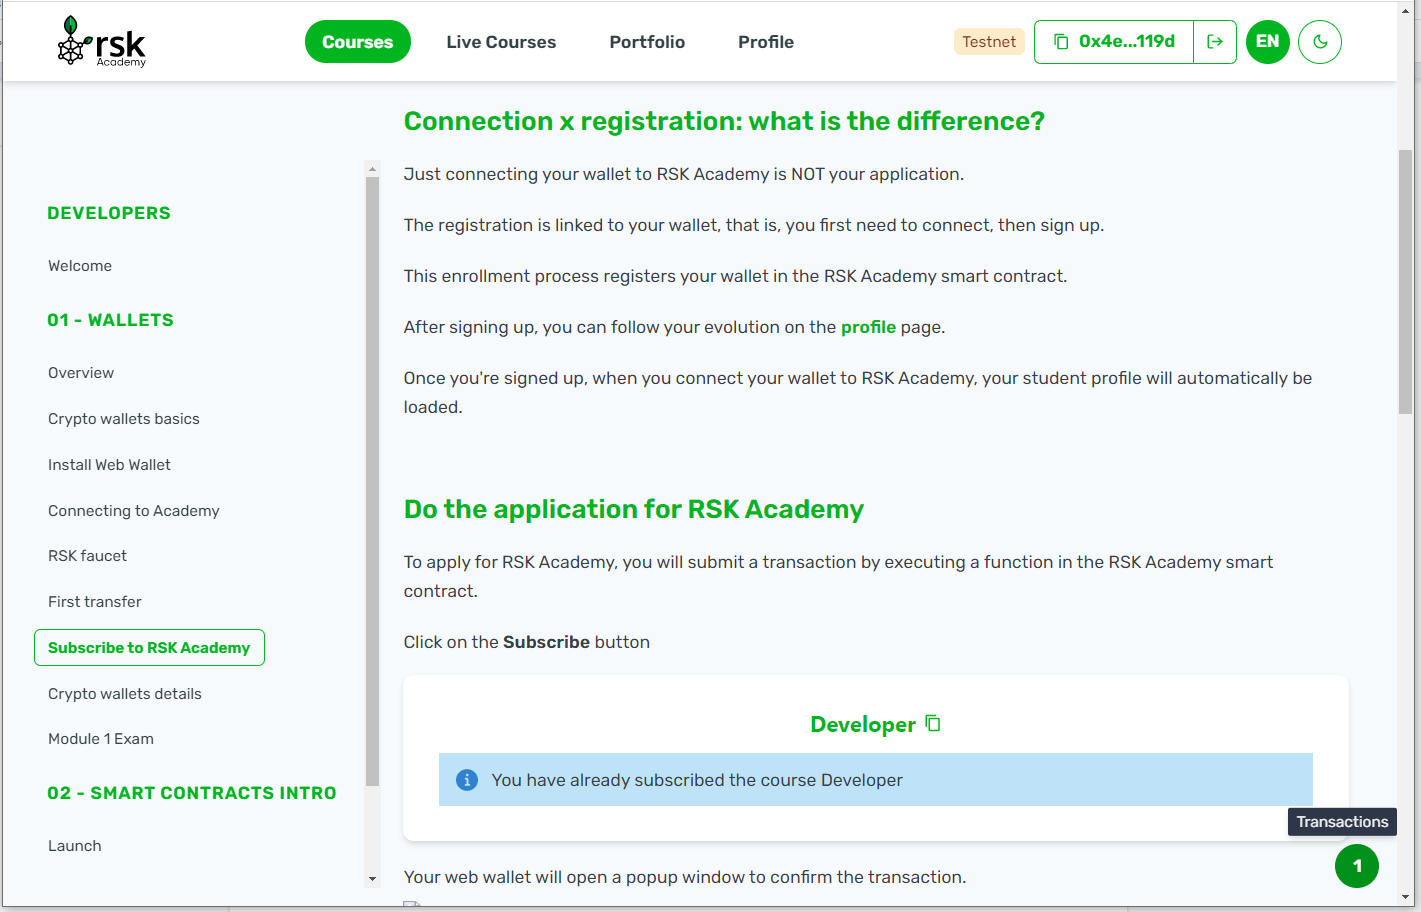 rsk
Academy
Courses
Live Courses
Portfolio
Profile
Testnet
0x4e...119d
EN
DEVELOPERS
Welcome
01 - WALLETS
Overview
Crypto wallets basics
Install Web Wallet
Connecting to Academy
RSK faucet
First transfer
Subscribe to RSK Academy
Crypto wallets details
Module 1 Exam
02 - SMART CONTRACTS INTRO
Launch
Connection x registration: what is the difference?
Just connecting your wallet to RSK Academy is NOT your application.
The registration is linked to your wallet, that is, you first need to connect, then sign up.
This enrollment process registers your wallet in the RSK Academy smart contract.
After signing up, you can follow your evolution on the profile page.
Once you're signed up, when you connect your wallet to RSK Academy, your student profile will automatically be
loaded.
Do the application for RSK Academy
To apply for RSK Academy, you will submit a transaction by executing a function in the RSK Academy smart
contract.
Click on the Subscribe button
Developer
You have already subscribed the course Developer
Transactions
1
Your web wallet will open a popup window to confirm the transaction.